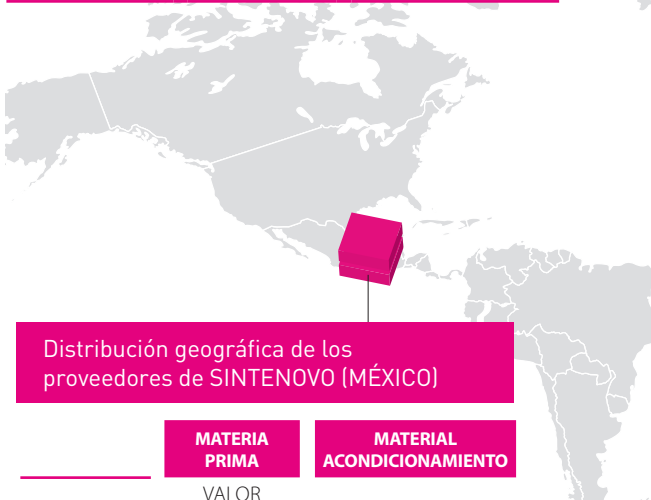 Distribución geográfica de los
proveedores de SINTENOVO (MÉXICO)
MATERIA
PRIMA
MATERIAL
ACONDICIONAMIENTO
VALOR